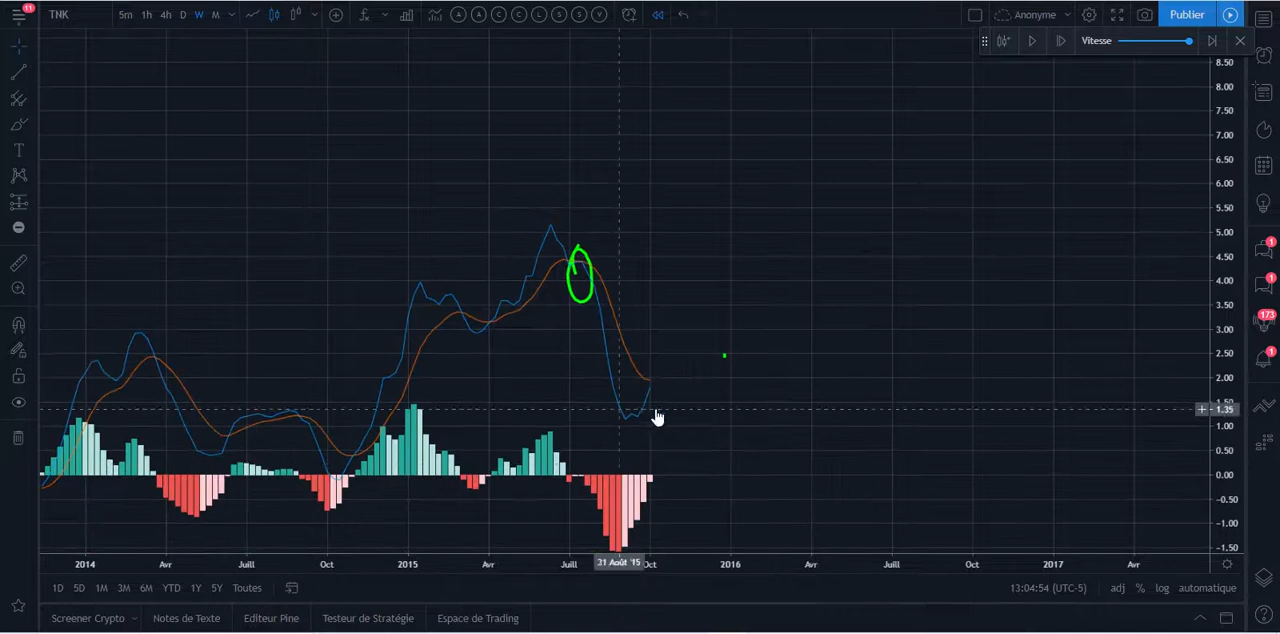 11
TNK
5m 1h 4h D W M
A A C C L S S V
Anonyme
Publier
Vitesse
8.50
8.00
7.50
7.00
6.50
6.00
5.50
5.00
4.50
4.00
3.50
3.00
2.50
2.00
1.50
1.35
1.00
0.50
0.00
-0.50
-1.00
-1.50
1
1
173
1
2014 Avr Juill Oct 2015 Avr Juill 31 Août '15 Oct 2016 Avr Juill Oct 2017 Avr
1D 5D 1M 3M 6M YTD 1Y 5Y Toutes
13:04:54 (UTC-5) adj % log automatique
Screener Crypto Notes de Texte Editeur Pine Testeur de Stratégie Espace de Trading